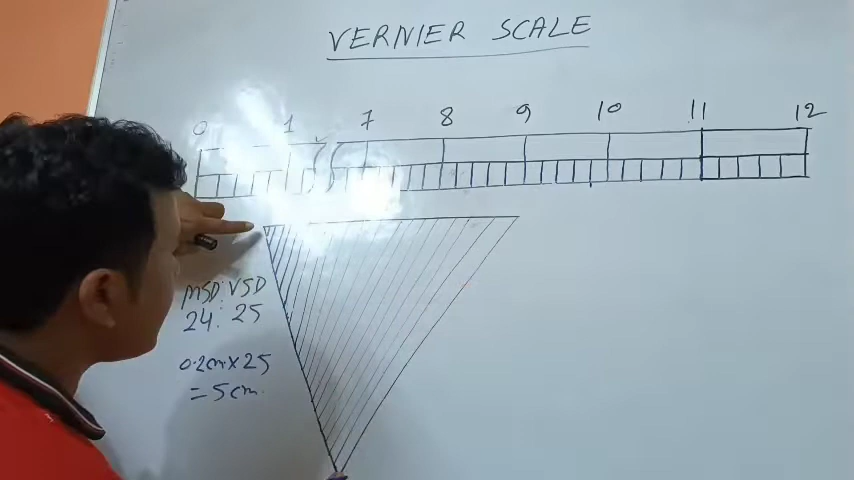 VERNIER SCALE
0 1 7 8 9 10 11 12
MSD:VSD
24:25
0.2cm×25
=5cm.